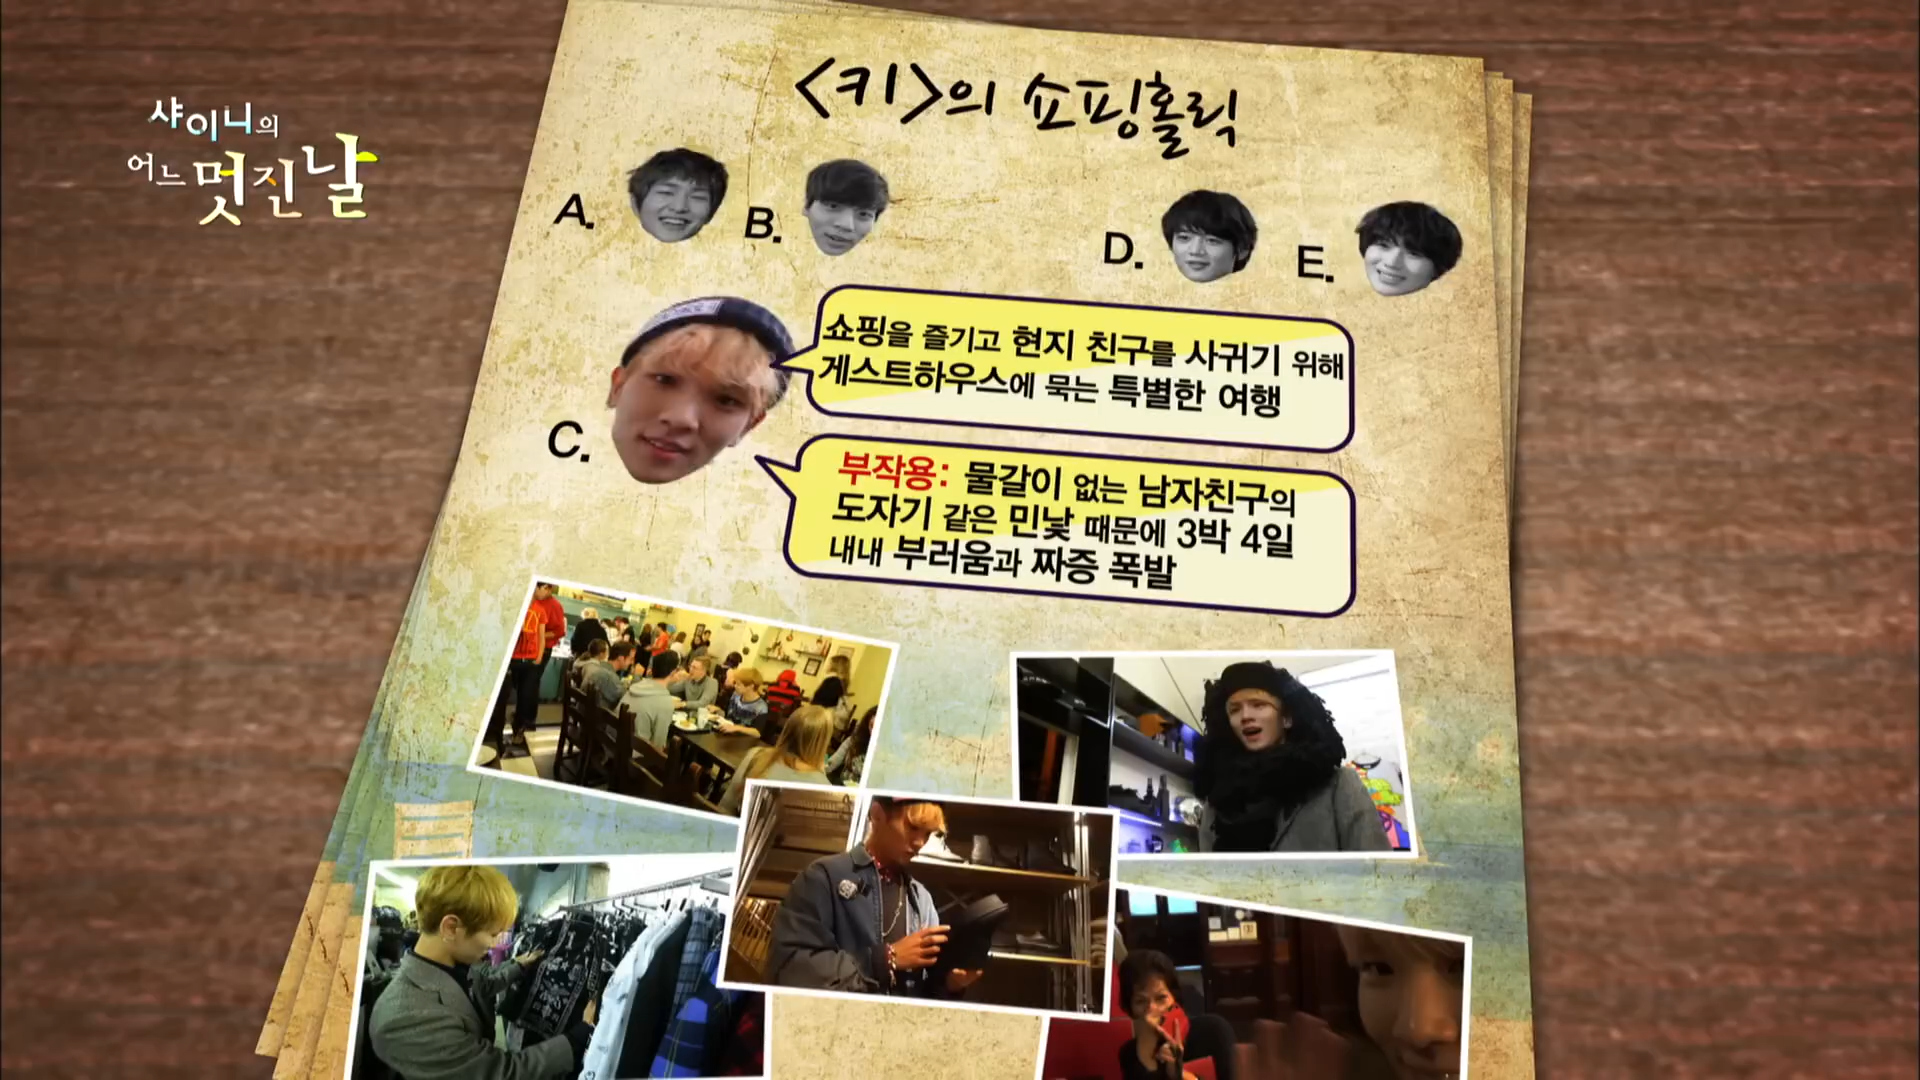 샤이니의
어느 멋진 날
<키>의 쇼핑홀릭
A.
B.
D.
E.
C.
쇼핑을 즐기고 현지 친구를 사귀기 위해
게스트하우스에 묵는 특별한 여행
부작용: 물갈이 없는 남자친구의
도자기 같은 민낯 때문에 3박 4일
내내 부러움과 짜증 폭발